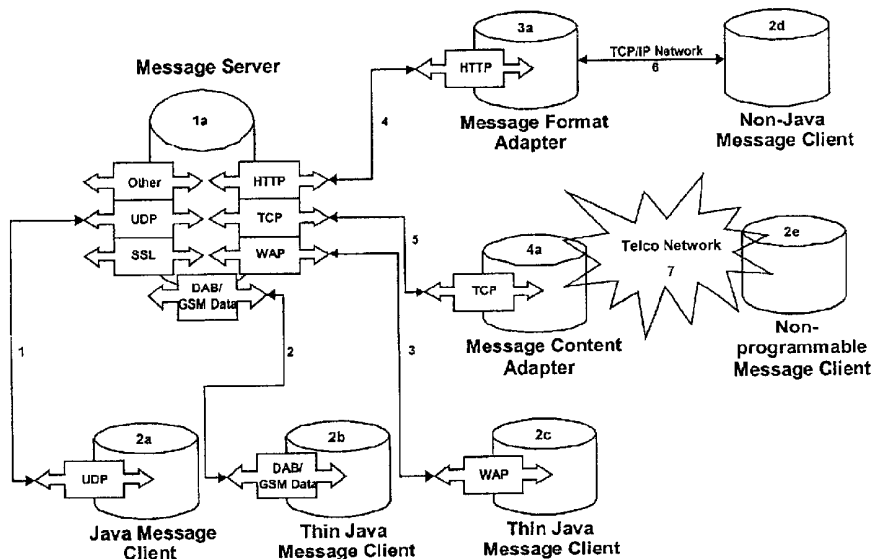 3a
2d
HTTP
TCP/IP Network
6
Message Server
1a
4
Message Format
Adapter
Non-Java
Message Client
Other
HTTP
UDP
TCP
SSL
WAP
5
4a
Telco Network
7
2e
DAB/
GSM Data
TCP
1
2
3
Message Content
Adapter
Non-
programmable
Message Client
2a
2b
2c
UDP
DAB/
GSM Data
WAP
Java Message
Client
Thin Java
Message Client
Thin Java
Message Client